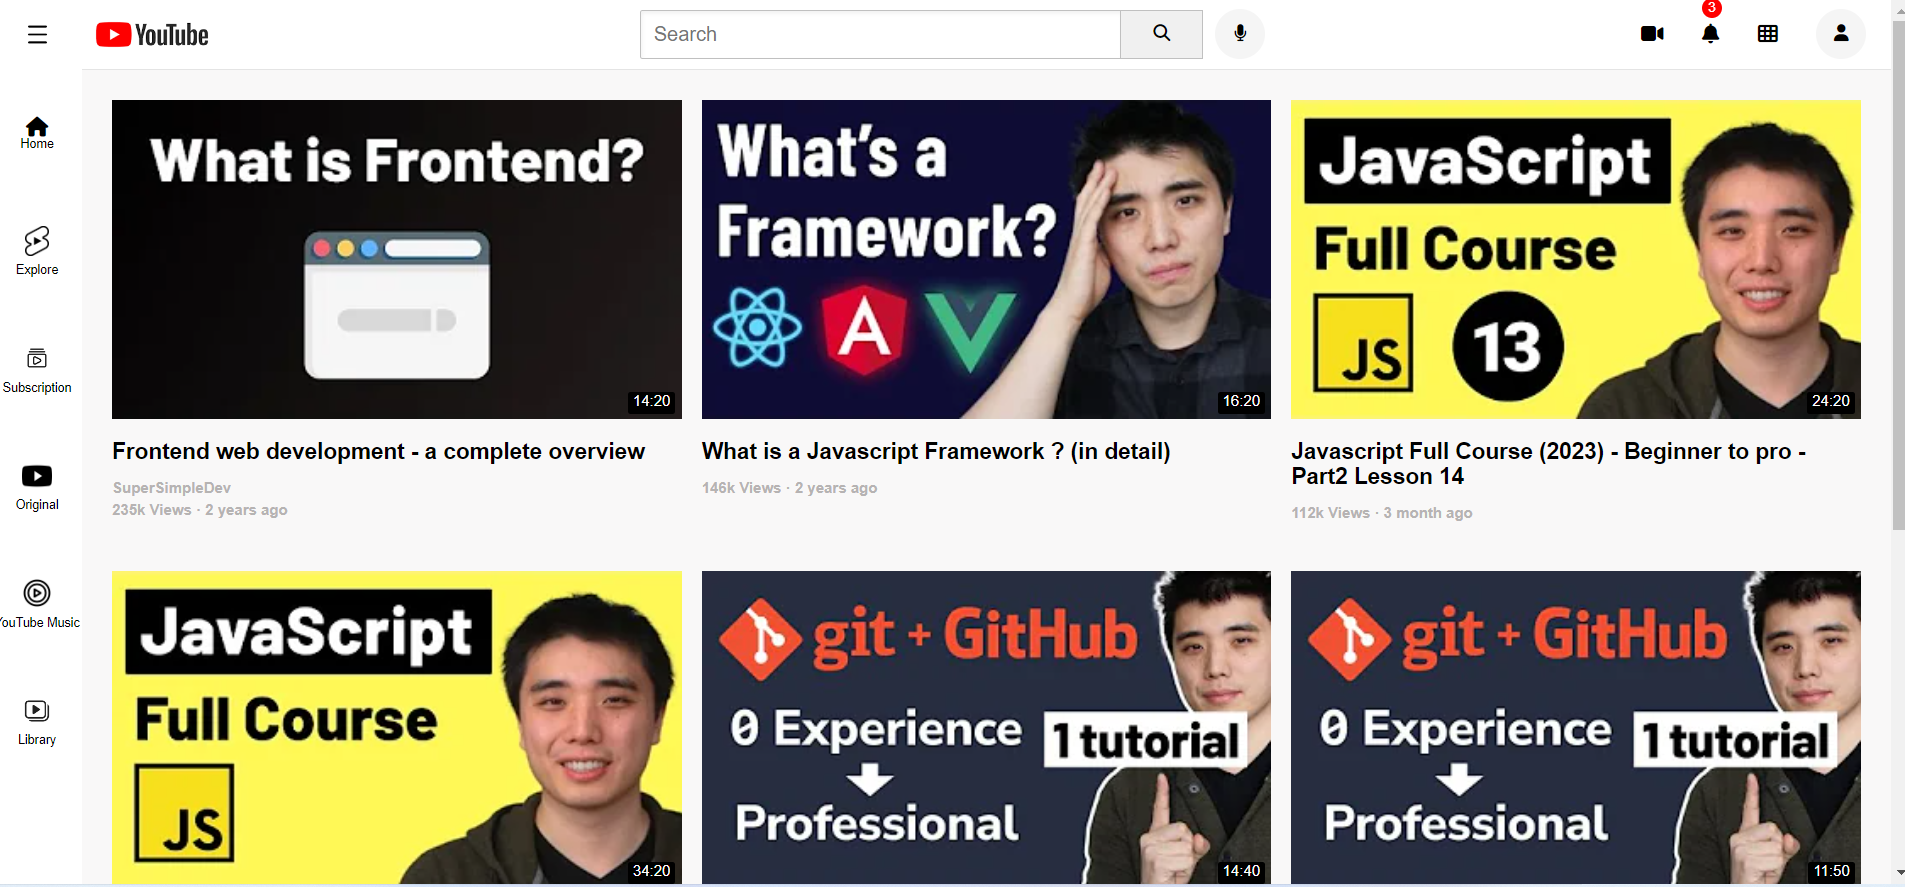 YouTube
Search
3
Home
Explore
Subscription
Original
YouTube Music
Library
What is Frontend?
14:20
Frontend web development - a complete overview
SuperSimpleDev
235k Views · 2 years ago
What's a
Framework?
A
16:20
What is a Javascript Framework ? (in detail)
146k Views · 2 years ago
JavaScript
Full Course
JS
13
24:20
Javascript Full Course (2023) - Beginner to pro -
Part2 Lesson 14
112k Views · 3 month ago
JavaScript
Full Course
JS
34:20
git + GitHub
0 Experience
1 tutorial
Professional
14:40
git + GitHub
0 Experience
1 tutorial
Professional
11:50